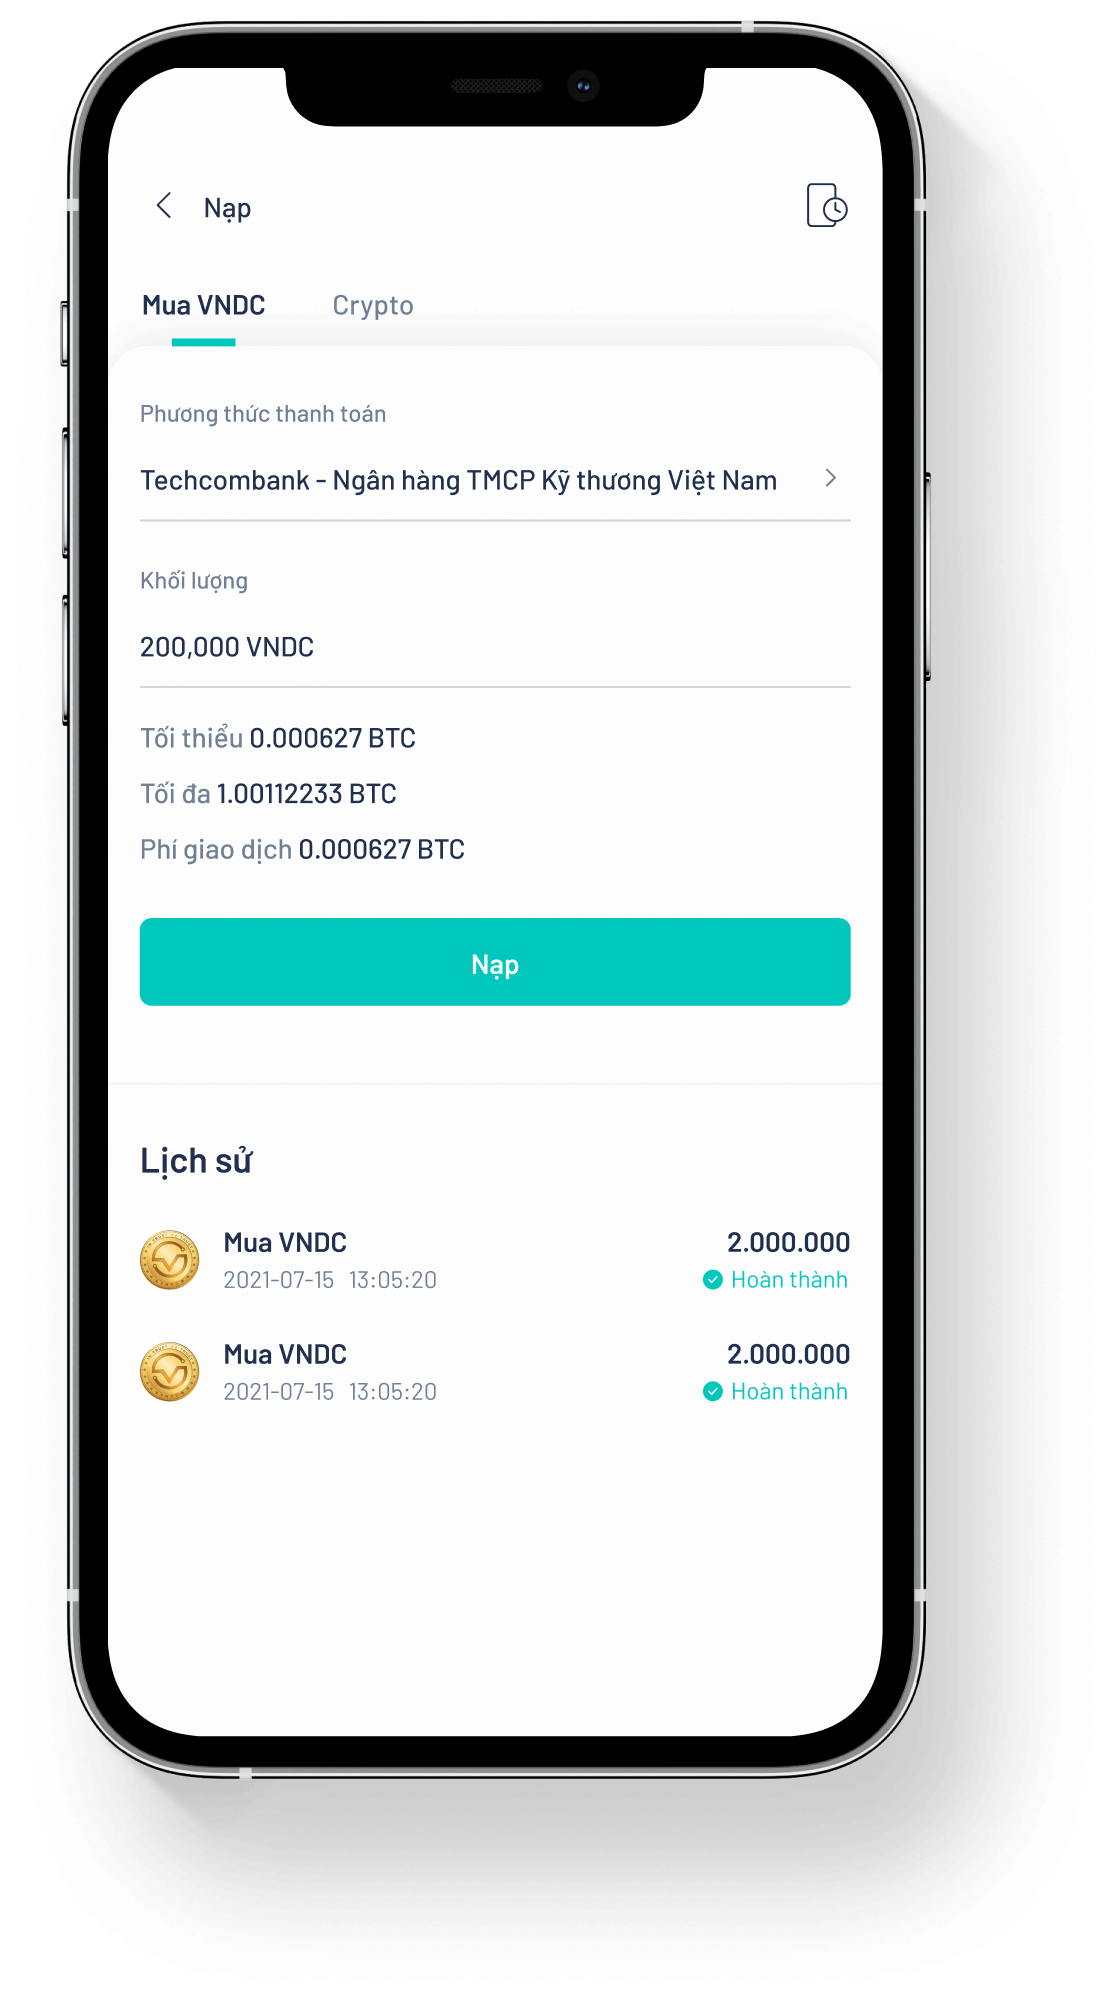 Nạp
Mua VNDC
Crypto
Phương thức thanh toán
Techcombank - Ngân hàng TMCP Kỹ thương Việt Nam
Khối lượng
200,000 VNDC
Tối thiểu 0.000627 BTC
Tối đa 1.00112233 BTC
Phí giao dịch 0.000627 BTC
Nạp
Lịch sử
Mua VNDC 2.000.000
2021-07-15 13:05:20 Hoàn thành
Mua VNDC 2.000.000
2021-07-15 13:05:20 Hoàn thành